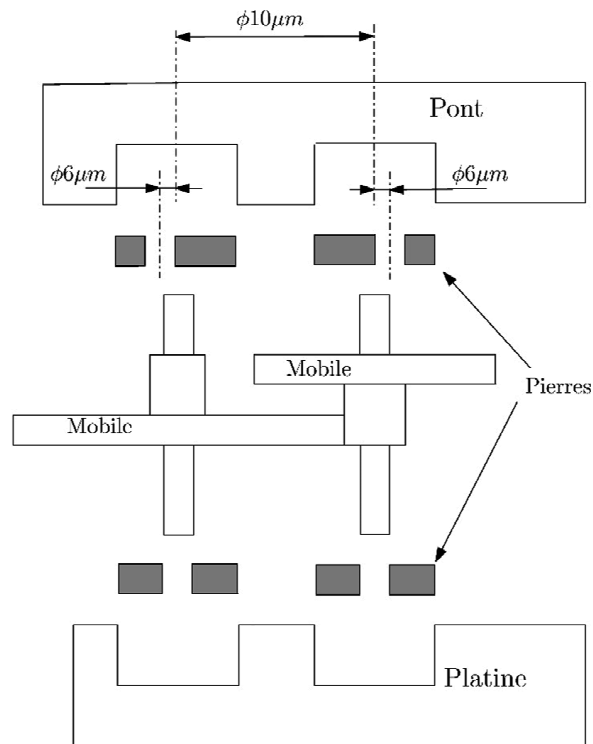 ϕ10μm
Pont
ϕ6μm
ϕ6μm
Mobile
Pierres
Mobile
Platine